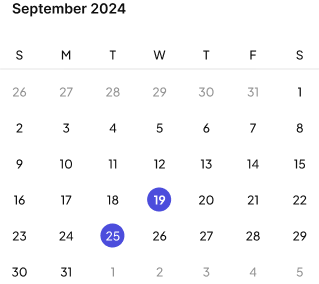 September 2024
S M T W T F S
26 27 28 29 30 31 1
2 3 4 5 6 7 8
9 10 11 12 13 14 15
16 17 18 19 20 21 22
23 24 25 26 27 28 29
30 31 1 2 3 4 5